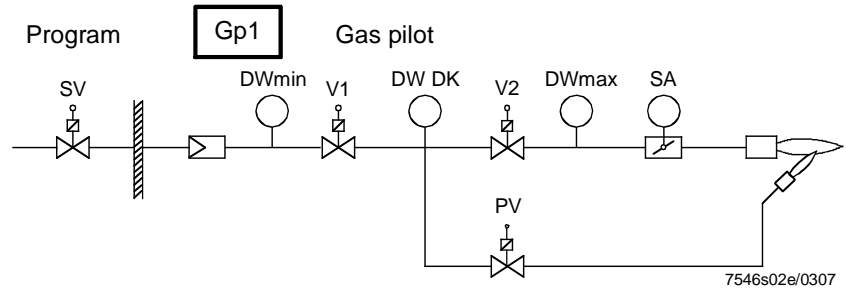 Program Gp1 Gas pilot
SV DWmin V1 DW DK V2 DWmax SA
PV
7546s02e/0307